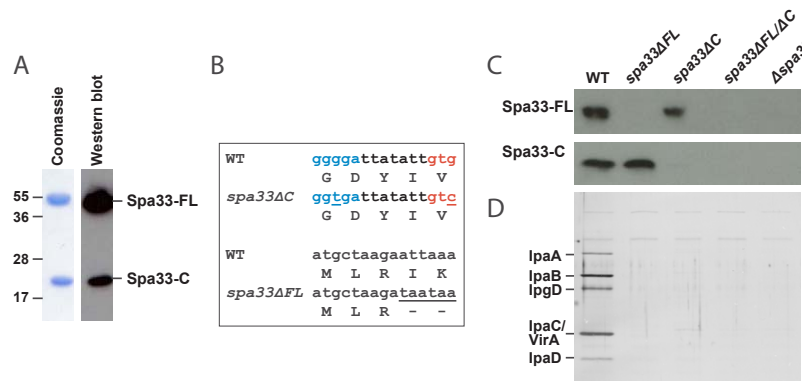 A
Coomassie
Western blot
55
36
28
17
Spa33-FL
Spa33-C
B
WT ggggattatattgtg
G D Y I V
spa33ΔC ggtgattatattgtc
G D Y I V
WT atgctaagaattaaa
M L R I K
spa33ΔFL atgctaagataataa
M L R - -
C
WT
spa33ΔFL
spa33ΔC
spa33ΔFL/ΔC
Δspa3
Spa33-FL
Spa33-C
D
IpaA
IpaB
IpgD
IpaC/
VirA
IpaD